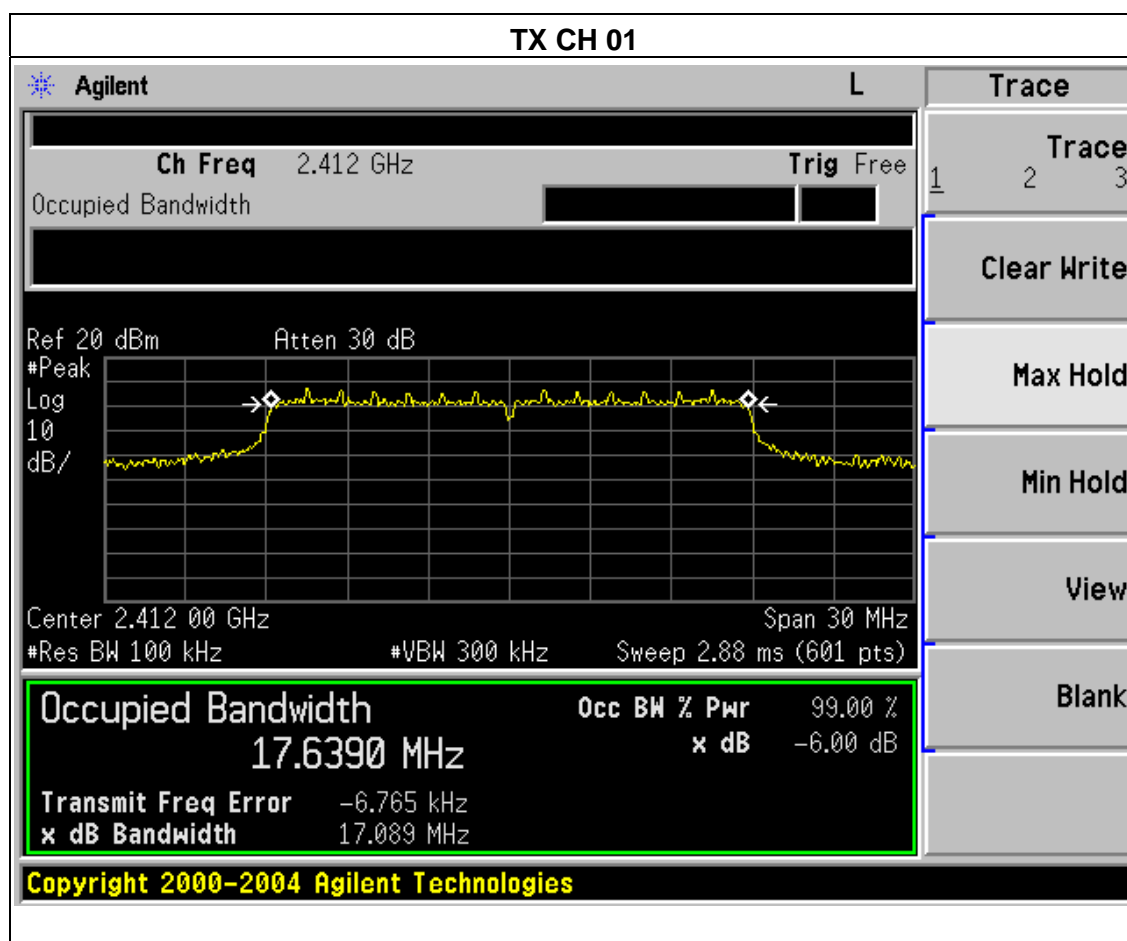 TX CH 01
Agilent L Trace
Ch Freq 2.412 GHz Trig Free
Occupied Bandwidth
Trace
1 2 3
Clear Write
Max Hold
Min Hold
View
Blank
Ref 20 dBm Atten 30 dB
#Peak
Log
10
dB/
Center 2.412 00 GHz Span 30 MHz
#Res BW 100 kHz #VBW 300 kHz Sweep 2.88 ms (601 pts)
Occupied Bandwidth Occ BW % Pwr 99.00 %
17.6390 MHz x dB -6.00 dB
Transmit Freq Error -6.765 kHz
x dB Bandwidth 17.089 MHz
Copyright 2000-2004 Agilent Technologies